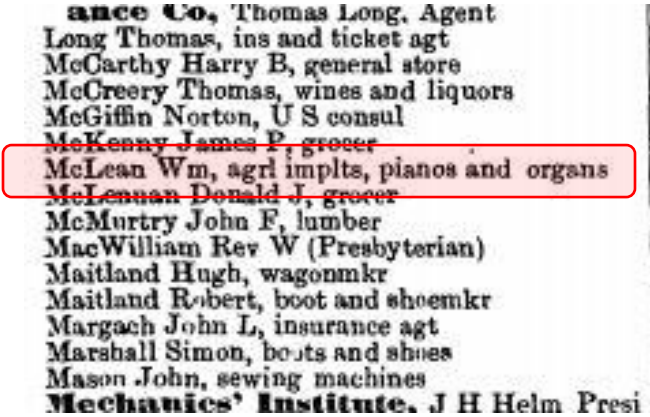 ance Co, Thomas Long, Agent
Long Thomas, ins and ticket agt
McCarthy Harry B, general store
McCreery Thomas, wines and liquors
McGiffin Norton, U S consul
McKenny James P, grocer
McLean Wm, agrl implts, pianos and organs
McLennan Donald J, grocer
McMurtry John F, lumber
MacWilliam Rev W (Presbyterian)
Maitland Hugh, wagonmkr
Maitland Robert, boot and shoemkr
Margach John L, insurance agt
Marshall Simon, boots and shoes
Mason John, sewing machines
Mechanics' Institute, J H Helm Presi